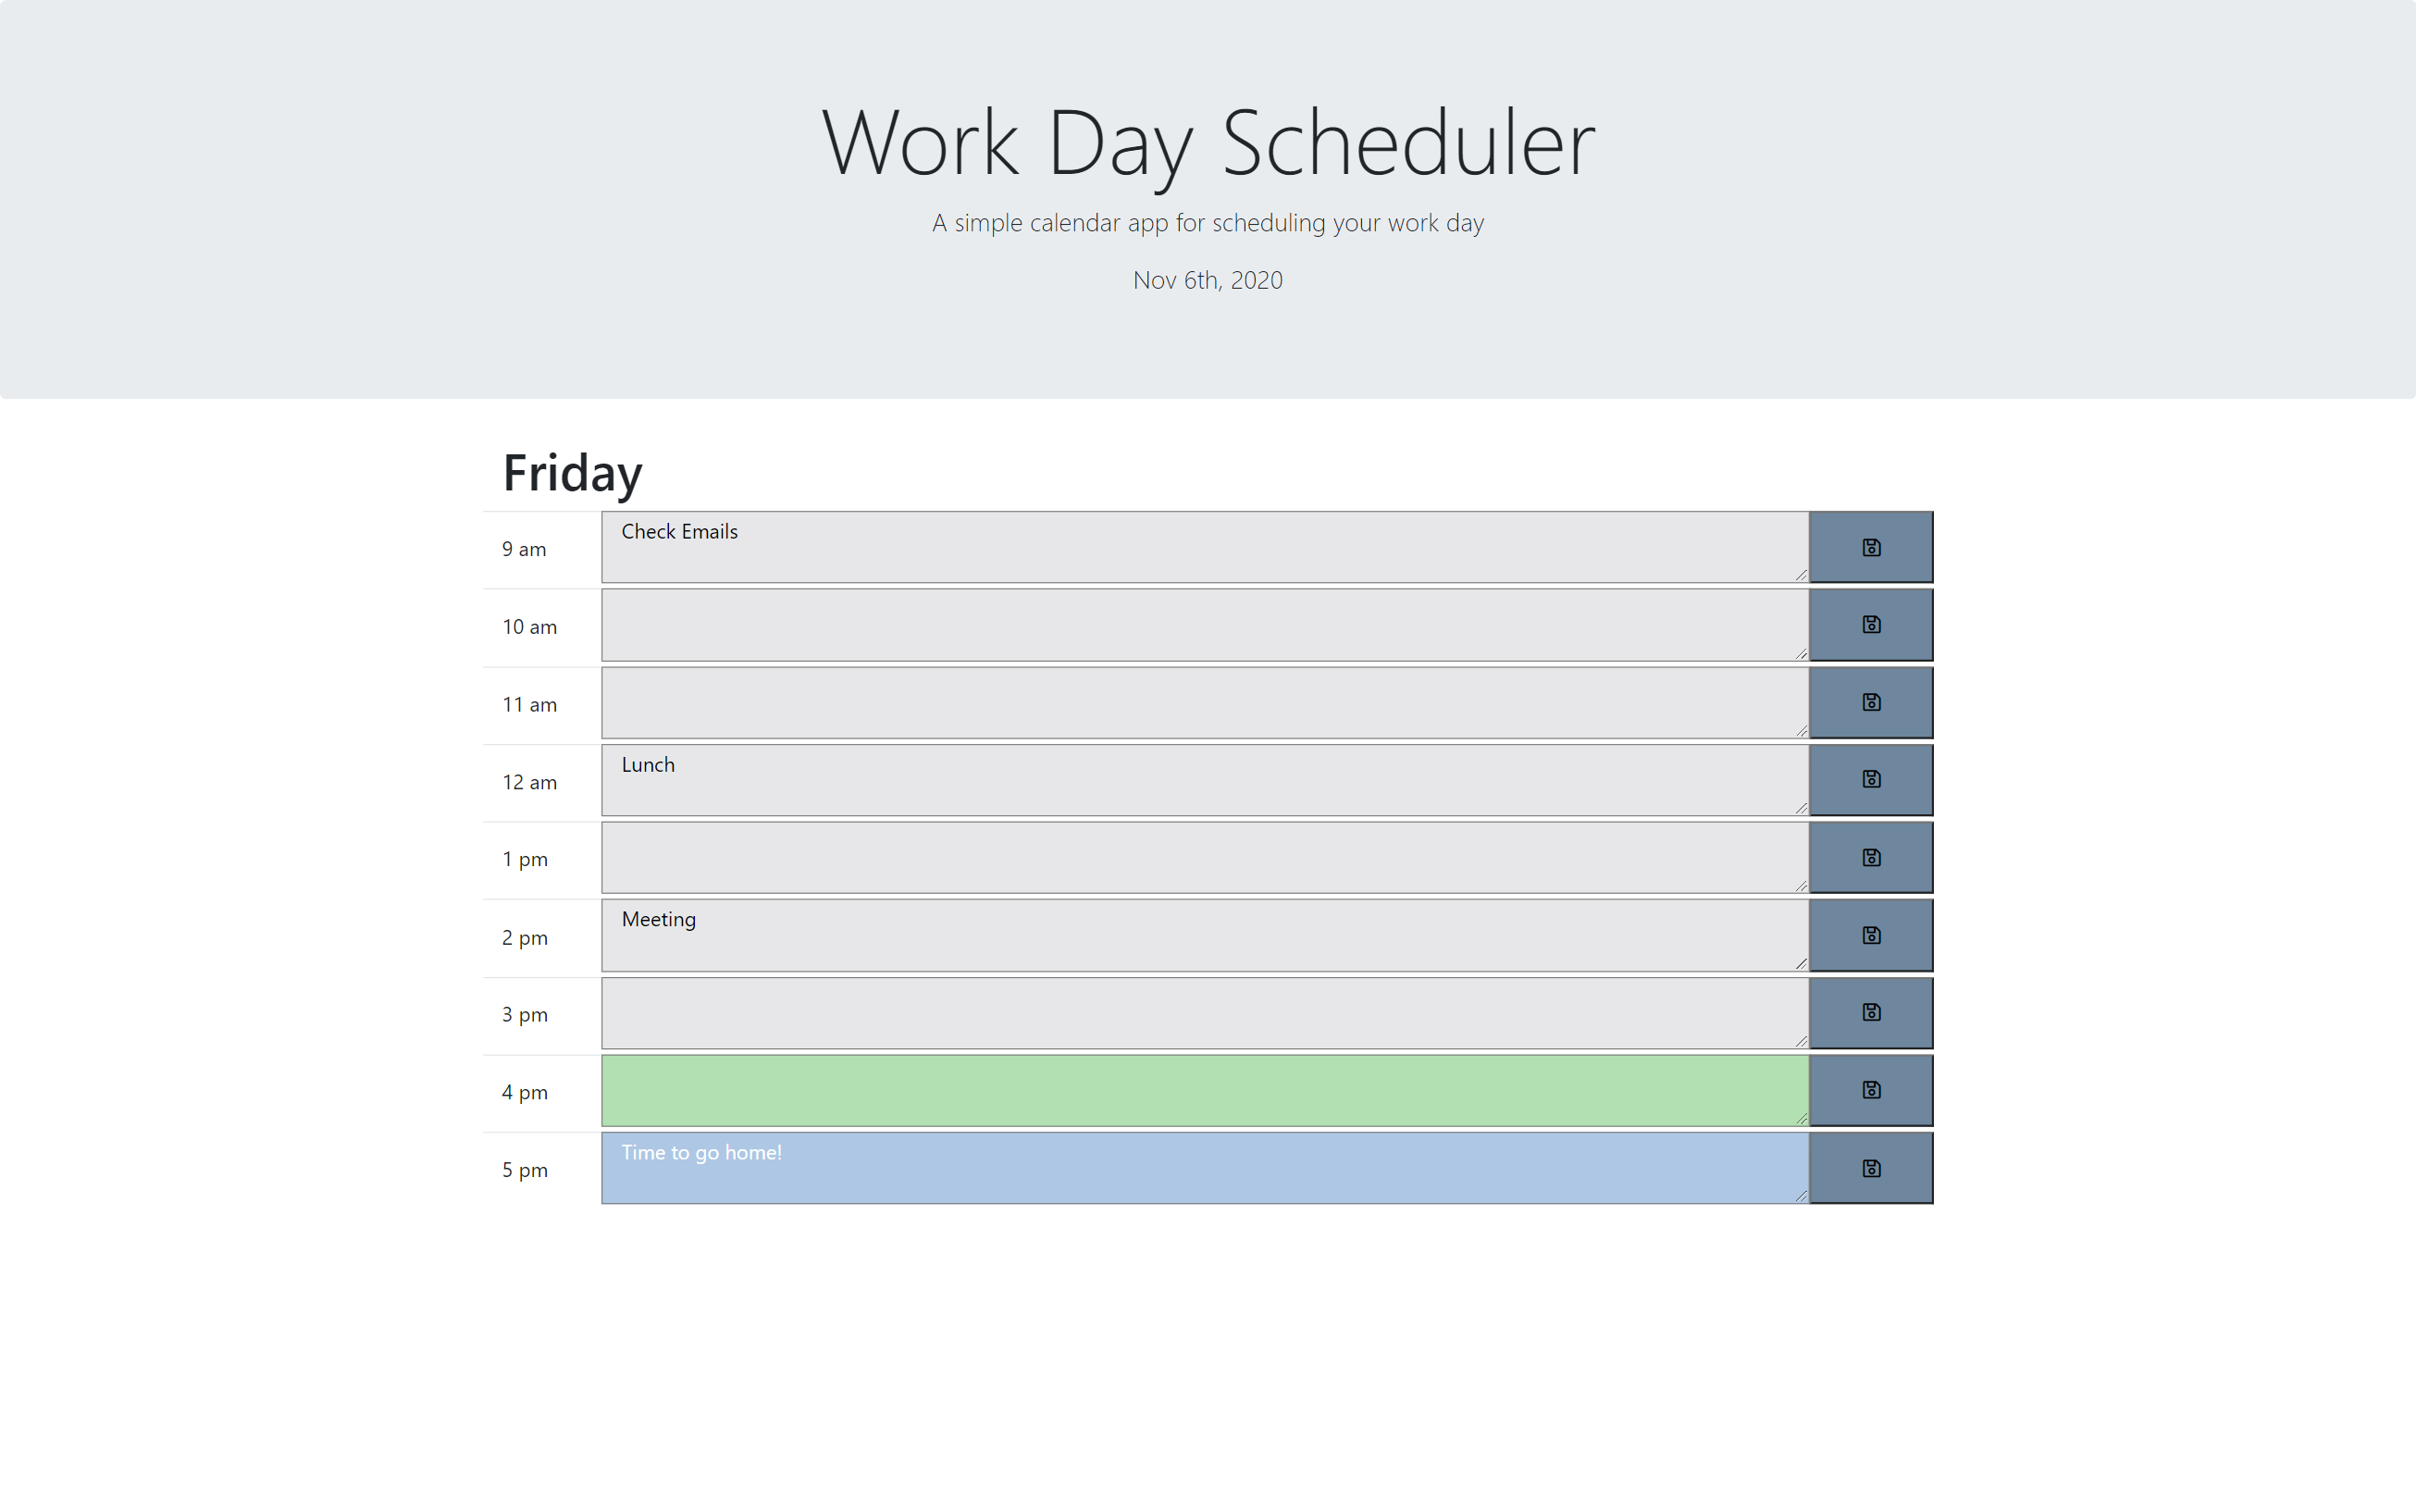 Work Day Scheduler
A simple calendar app for scheduling your work day
Nov 6th, 2020
Friday
9 am
Check Emails
10 am
11 am
12 am
Lunch
1 pm
2 pm
Meeting
3 pm
4 pm
5 pm
Time to go home!